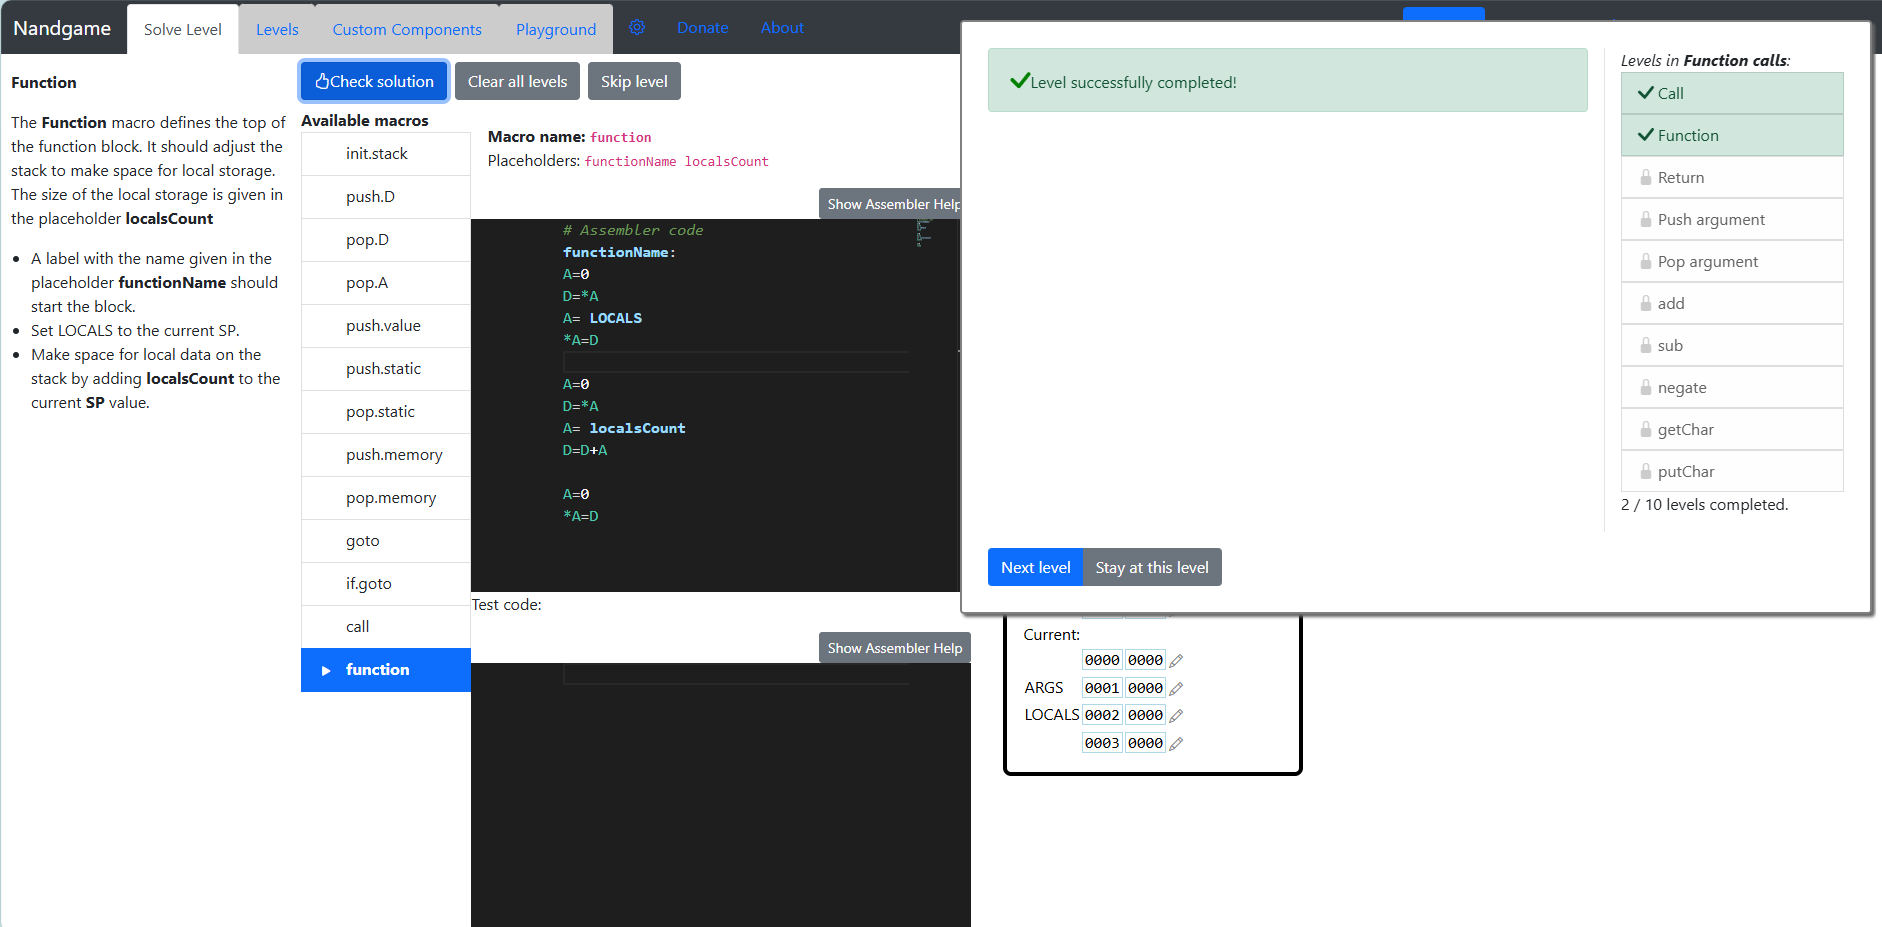 Nandgame
Solve Level
Levels
Custom Components
Playground
Donate
About
Function
The Function macro defines the top of
the function block. It should adjust the
stack to make space for local storage.
The size of the local storage is given in
the placeholder localsCount
• A label with the name given in the
placeholder functionName should
start the block.
• Set LOCALS to the current SP.
• Make space for local data on the
stack by adding localsCount to the
current SP value.
Check solution
Clear all levels
Skip level
Available macros
init.stack
push.D
pop.D
pop.A
push.value
push.static
pop.static
push.memory
pop.memory
goto
if.goto
call
function
Macro name: function
Placeholders: functionName localsCount
Show Assembler Help
# Assembler code
functionName:
A=0
D=*A
A= LOCALS
*A=D
A=0
D=*A
A= localsCount
D=D+A
A=0
*A=D
Test code:
Show Assembler Help
Level successfully completed!
Next level
Stay at this level
Levels in Function calls:
Call
Function
Return
Push argument
Pop argument
add
sub
negate
getChar
putChar
2 / 10 levels completed.
Current:
0000 0000
ARGS 0001 0000
LOCALS 0002 0000
0003 0000